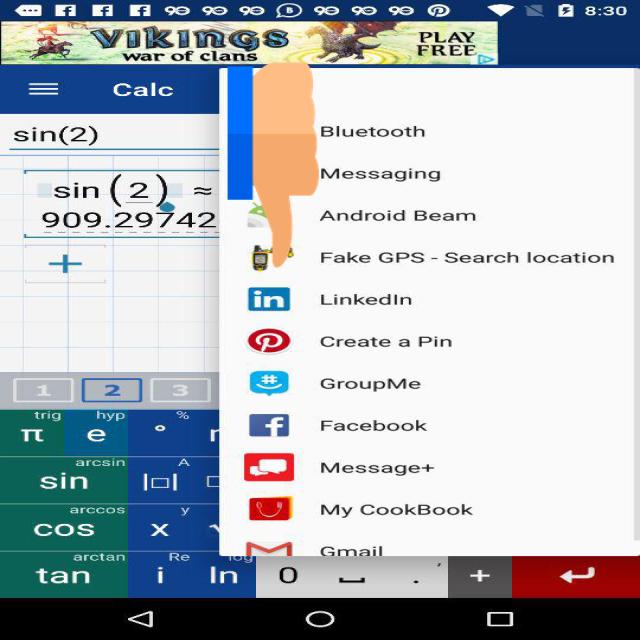 8:30
VIKINGS
war of clans
PLAY
FREE
Calc
sin(2)
sin(2) ≈
909.29742
+
Bluetooth
Messaging
Android Beam
Fake GPS - Search location
LinkedIn
in
Create a Pin
GroupMe
Facebook
Message+
My CookBook
Gmail
1 2 3
trig hyp %
π e °
arcsin A
sin |□|
arccos y
cos x
arctan Re log
tan i ln 0 . ' +